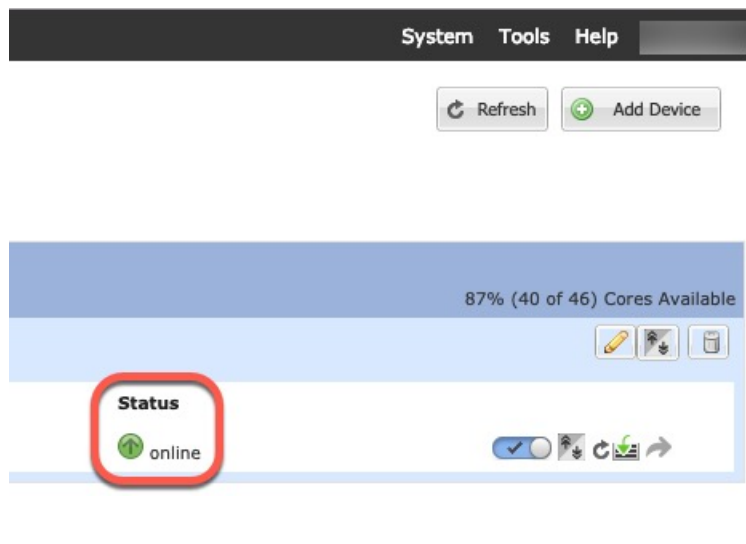 System Tools Help
Refresh Add Device
87% (40 of 46) Cores Available
Status
online